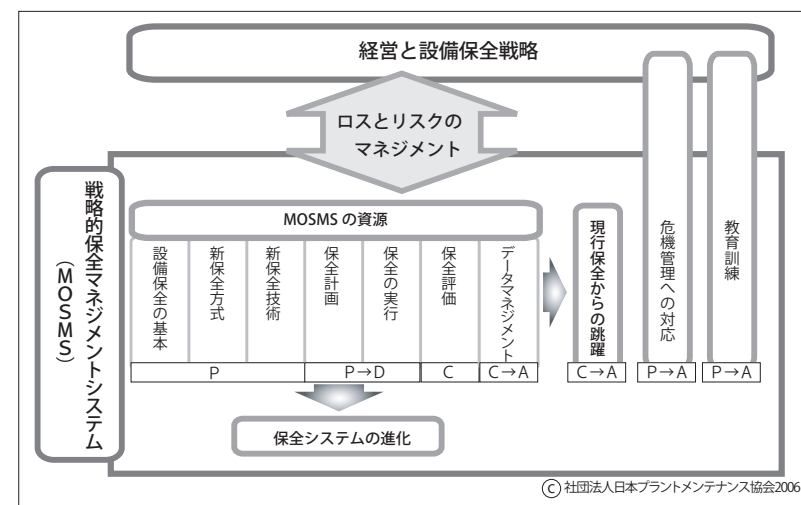 経営と設備保全戦略
ロスとリスクの
マネジメント
戦略的保全マネジメントシステム
（MOSMS）
MOSMS の資源
設備保全の基本
新保全方式
新保全技術
保全計画
保全の実行
保全評価
データマネジメント
現行保全からの跳躍
危機管理への対応
教育訓練
P
P→D
C
C→A
C→A
P→A
P→A
保全システムの進化
Ⓒ 社団法人日本プラントメンテナンス協会2006